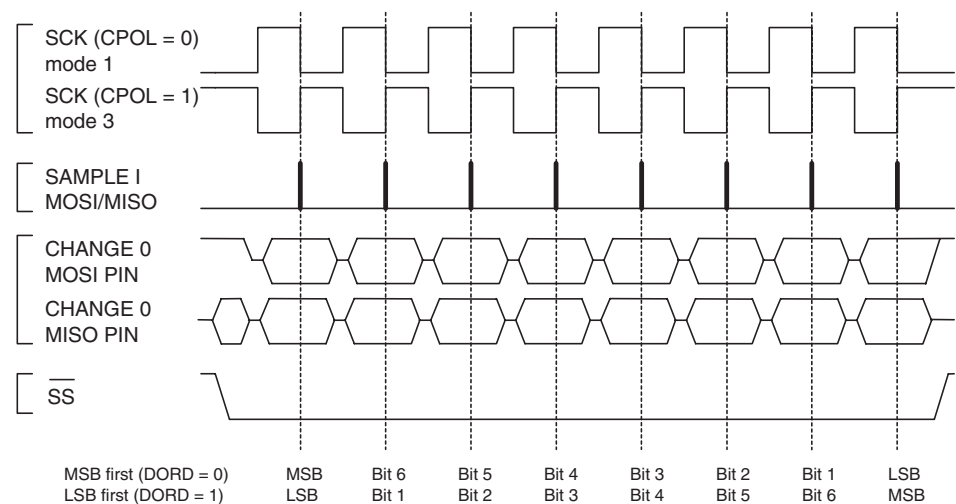 SCK (CPOL = 0)
mode 1
SCK (CPOL = 1)
mode 3
SAMPLE I
MOSI/MISO
CHANGE 0
MOSI PIN
CHANGE 0
MISO PIN
SS
MSB first (DORD = 0) MSB Bit 6 Bit 5 Bit 4 Bit 3 Bit 2 Bit 1 LSB
LSB first (DORD = 1) LSB Bit 1 Bit 2 Bit 3 Bit 4 Bit 5 Bit 6 MSB